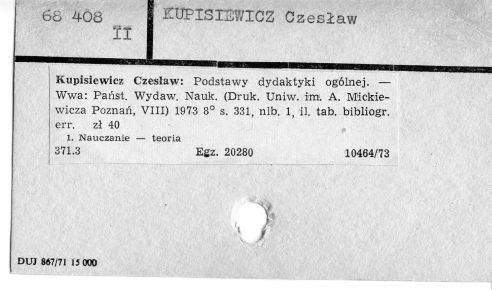 68 408
II
KUPISIEWICZ Czesław
Kupisiewicz Czesław: Podstawy dydaktyki ogólnej. —
Wwa: Państ. Wydaw. Nauk. (Druk. Uniw. im. A. Mickie-
wicza Poznań, VIII) 1973 8° s. 331, nlb. 1, il. tab. bibliogr.
err. zł 40
1. Nauczanie — teoria
371.3 Egz. 20280 10464/73
DUJ 867/71 15 000